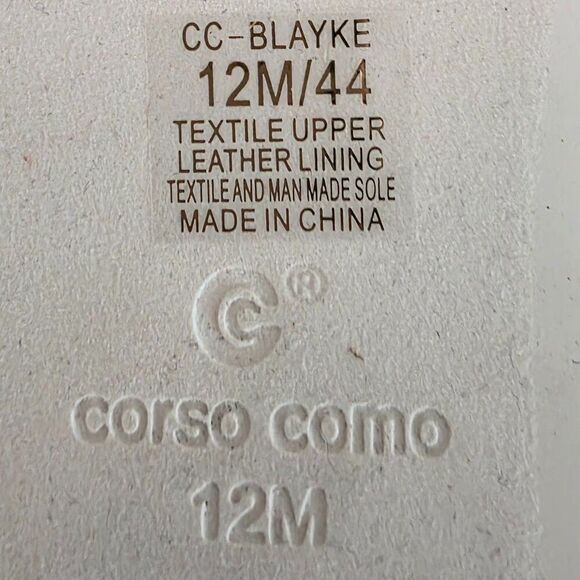 CC-BLAYKE
12M/44
TEXTILE UPPER
LEATHER LINING
TEXTILE AND MAN MADE SOLE
MADE IN CHINA
®
corso como
12M